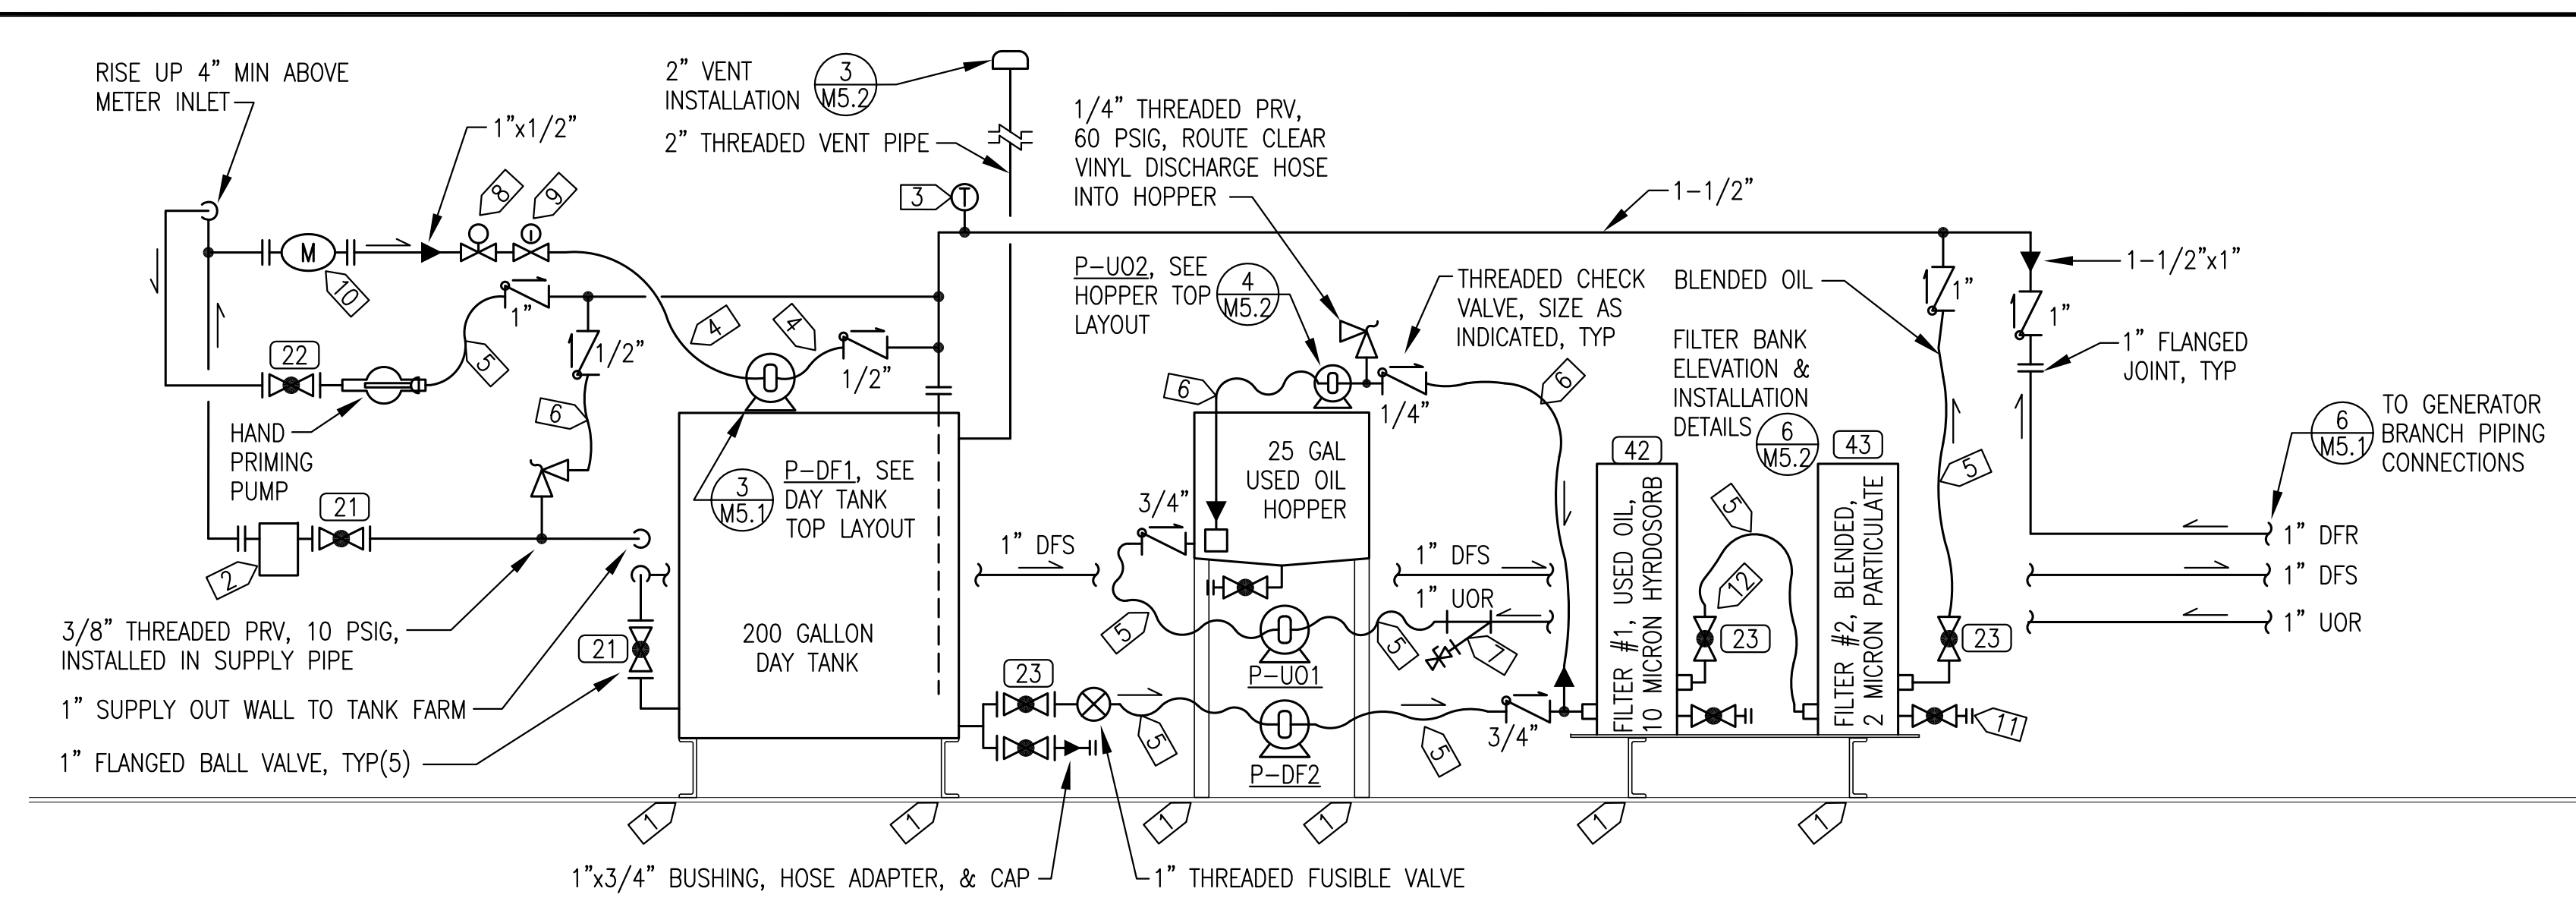 RISE UP 4" MIN ABOVE
METER INLET
1"x1/2"
2" VENT
INSTALLATION
3
M5.2
2" THREADED VENT PIPE
1/4" THREADED PRV,
60 PSIG, ROUTE CLEAR
VINYL DISCHARGE HOSE
INTO HOPPER
8
9
3
T
1-1/2"
M
10
1"
P-UO2, SEE
HOPPER TOP
LAYOUT
4
M5.2
THREADED CHECK
VALVE, SIZE AS
INDICATED, TYP
BLENDED OIL
1"
1-1/2"x1"
1"
1" FLANGED
JOINT, TYP
FILTER BANK
ELEVATION &
INSTALLATION
DETAILS
6
M5.2
4
4
22
5
1/2"
1/2"
6
6
1/4"
6
HAND
PRIMING
PUMP
21
3
M5.1
P-DF1, SEE
DAY TANK
TOP LAYOUT
25 GAL
USED OIL
HOPPER
3/4"
42
43
5
5
6
M5.1
TO GENERATOR
BRANCH PIPING
CONNECTIONS
2
1" DFS
1" DFS
1" DFR
1" DFS
1" UOR
1" UOR
12
FILTER #1, USED OIL,
10 MICRON HYRDOSORB
FILTER #2, BLENDED,
2 MICRON PARTICULATE
3/8" THREADED PRV, 10 PSIG,
INSTALLED IN SUPPLY PIPE
21
200 GALLON
DAY TANK
5
5
7
23
23
P-UO1
23
1" SUPPLY OUT WALL TO TANK FARM
1" FLANGED BALL VALVE, TYP(5)
5
P-DF2
5
3/4"
11
1
1
1
1
1
1
1"x3/4" BUSHING, HOSE ADAPTER, & CAP
1" THREADED FUSIBLE VALVE